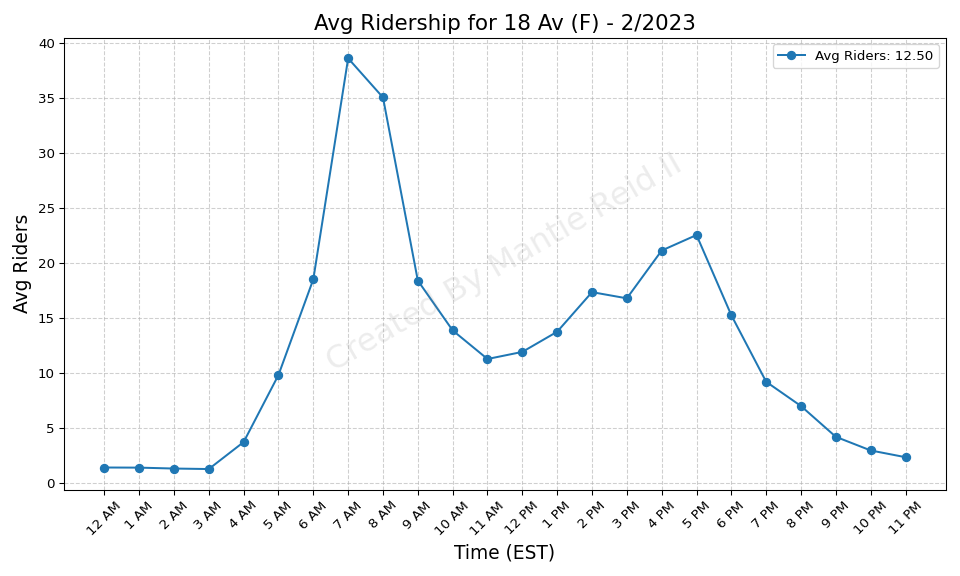 Avg Ridership for 18 Av (F) - 2/2023
Avg Riders: 12.50
Avg Riders
40
35
30
25
20
15
10
5
0
Created By Mantie Reid II
12 AM
1 AM
2 AM
3 AM
4 AM
5 AM
6 AM
7 AM
8 AM
9 AM
10 AM
11 AM
12 PM
1 PM
2 PM
3 PM
4 PM
5 PM
6 PM
7 PM
8 PM
9 PM
10 PM
11 PM
Time (EST)